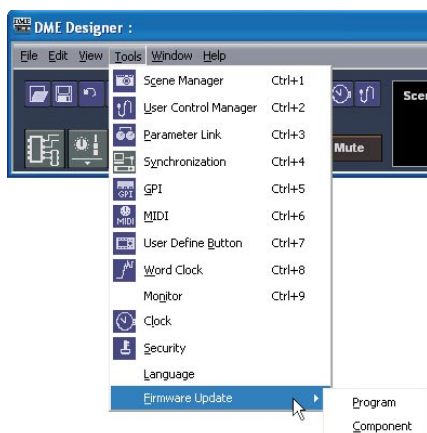 DME Designer :
File Edit View Tools Window Help
Scene Manager Ctrl+1
User Control Manager Ctrl+2
Parameter Link Ctrl+3
Synchronization Ctrl+4
GPI GPI Ctrl+5
MIDI MIDI Ctrl+6
User Define Button Ctrl+7
Word Clock Ctrl+8
Monitor Ctrl+9
Clock
Security
Language
Firmware Update
Program
Component
Scen
Mute